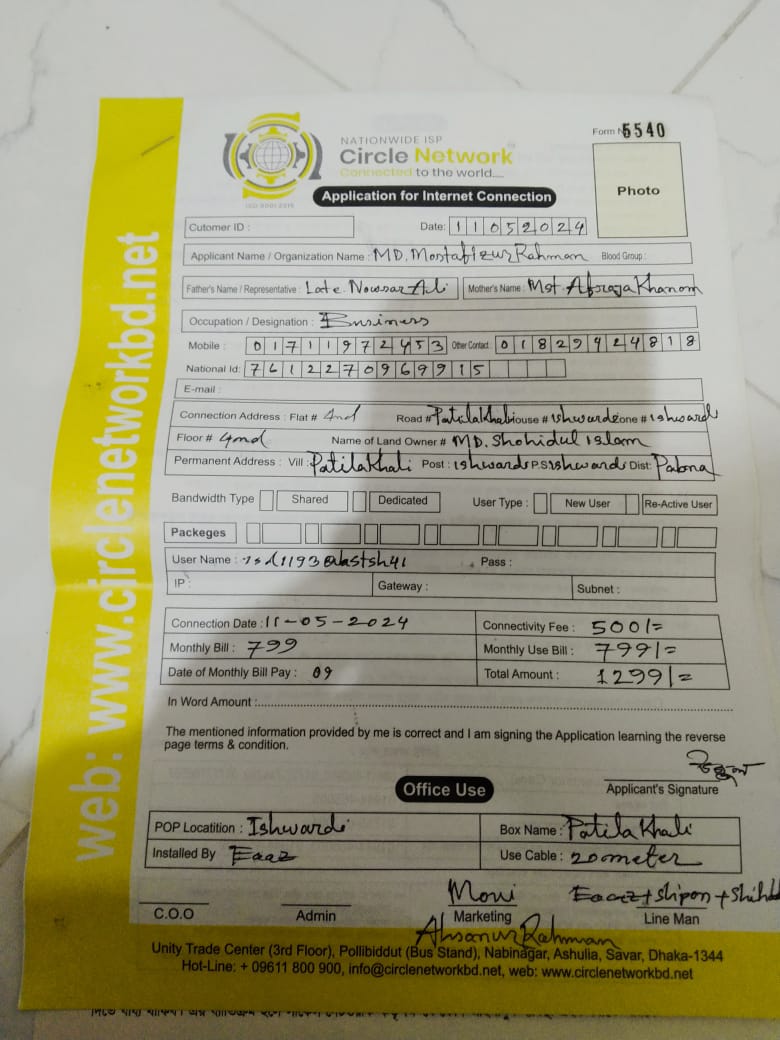 NATIONWIDE ISP
Circle Network
Connected to the world....
ISO 9001:2015
Form N 5540
Photo
Application for Internet Connection
Cutomer ID :
Date: 11052024
Applicant Name / Organization Name : MD. Mostafizur Rahman Blood Group :
Father's Name / Representative : Late. Nowsar Ali Mother's Name : Mst. Afroja Khanom
Occupation / Designation : Business
Mobile : 01711972453 Other Contact : 01829424818
National Id: 7612270969915
E-mail :
Connection Address : Flat # 4nd Road # Patilakhali ouse # ishwardi one # ishwardi
Floor # 4nd Name of Land Owner # MD. Shohidul islam
Permanent Address : Vill : Patilakhali Post : ishwardi P.S ishwardi Dist: Pabna
Bandwidth Type Shared Dedicated User Type : New User Re-Active User
Packeges
User Name : Pass :
IP : Gateway : Subnet :
Connection Date : 11-05-2024 Connectivity Fee : 500/=
Monthly Bill : 799 Monthly Use Bill : 799/=
Date of Monthly Bill Pay : 09 Total Amount : 1299/=
In Word Amount :
The mentioned information provided by me is correct and I am signing the Application learning the reverse
page terms & condition.
Applicant's Signature
Office Use
POP Locatition : Ishwardi Box Name : Patilakhali
Installed By Eaaz Use Cable : 20 meter
Moni Eaaz + Shipon +
C.O.O Admin Marketing Line Man
Ahsanur Rahman
Unity Trade Center (3rd Floor), Pollibiddut (Bus Stand), Nabinagar, Ashulia, Savar, Dhaka-1344
Hot-Line: + 09611 800 900, info@circlenetworkbd.net, web: www.circlenetworkbd.net
web: www.circlenetworkbd.net